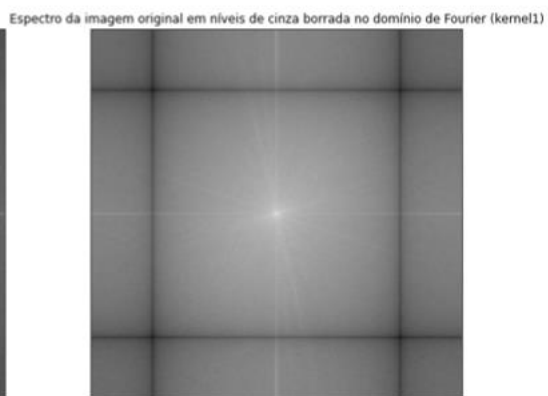 Espectro da imagem original em níveis de cinza borrada no domínio de Fourier (kernel1)